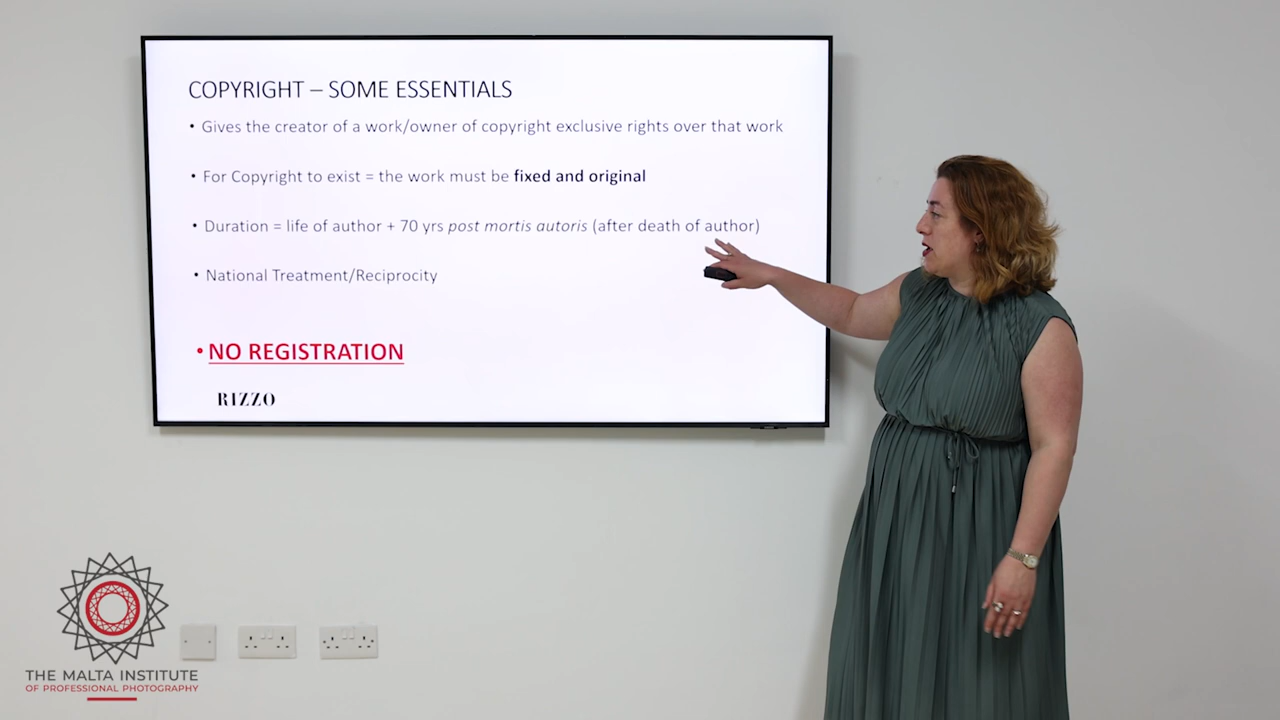 COPYRIGHT – SOME ESSENTIALS
• Gives the creator of a work/owner of copyright exclusive rights over that work
• For Copyright to exist = the work must be fixed and original
• Duration = life of author + 70 yrs post mortis autoris (after death of author)
• National Treatment/Reciprocity
• NO REGISTRATION
RIZZO
THE MALTA INSTITUTE
OF PROFESSIONAL PHOTOGRAPHY